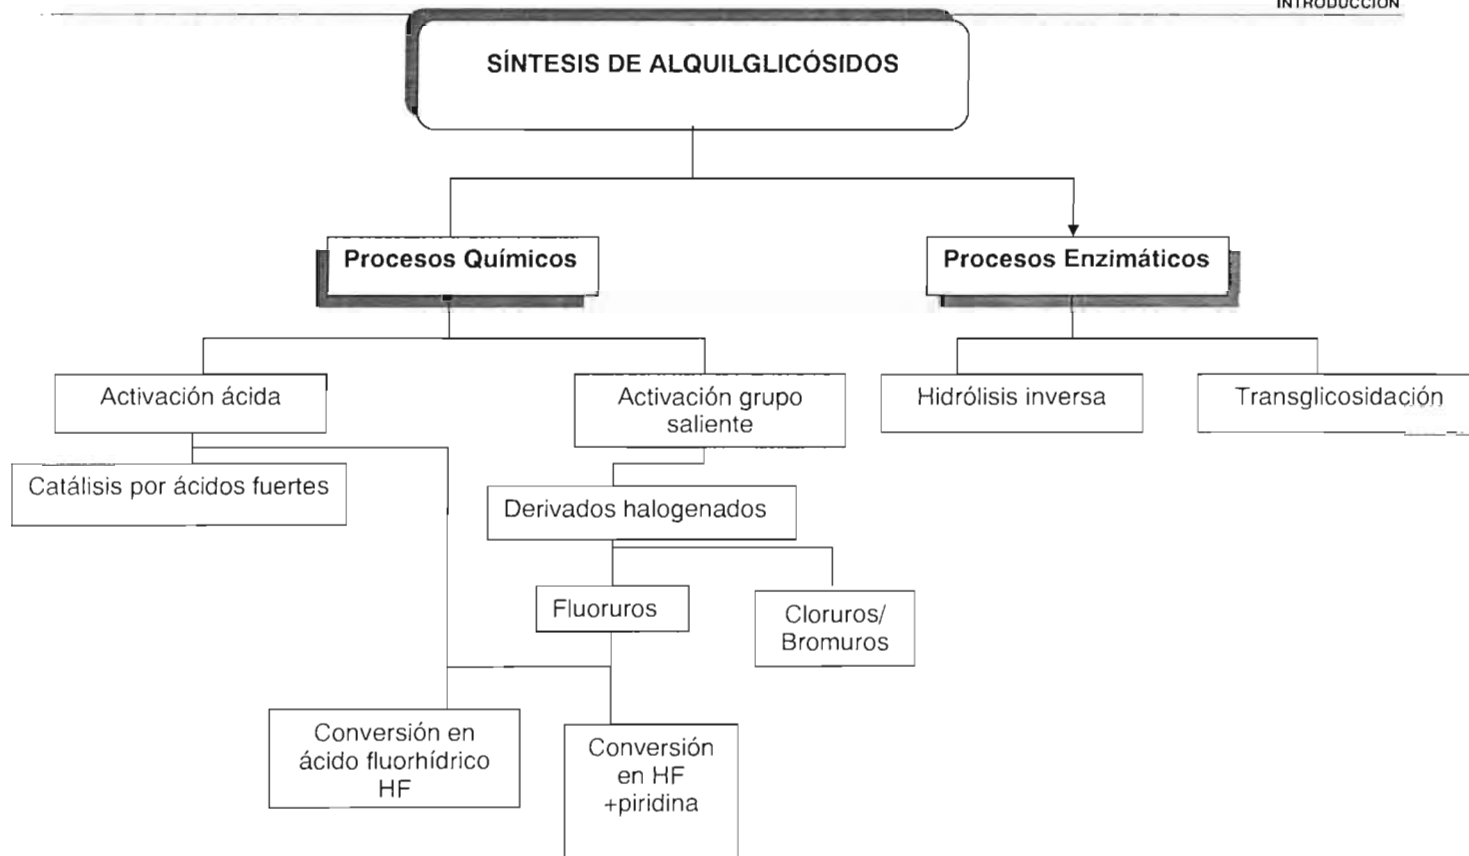 INTRODUCCION
SÍNTESIS DE ALQUILGLICÓSIDOS
Procesos Químicos
Procesos Enzimáticos
Activación ácida
Activación grupo
saliente
Hidrólisis inversa
Transglicosidación
Catálisis por ácidos fuertes
Derivados halogenados
Fluoruros
Cloruros/
Bromuros
Conversión en
ácido fluorhídrico
HF
Conversión
en HF
+piridina